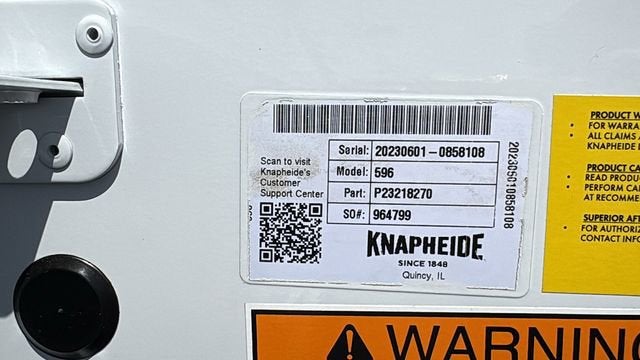 Serial: 20230601-0858108
Model: 596
Part: P23218270
SO#: 964799
Scan to visit
Knapheide's
Customer
Support Center
KNAPHEIDE
SINCE 1848
Quincy, IL
PRODUCT W
• FOR WARRA
• ALL CLAIMS
KNAPHEIDE
PRODUCT CA
• READ PRODU
• PERFORM CA
AT RECOMME
SUPERIOR AFT
• FOR AUTHORIZ
CONTACT INFO
WARNING